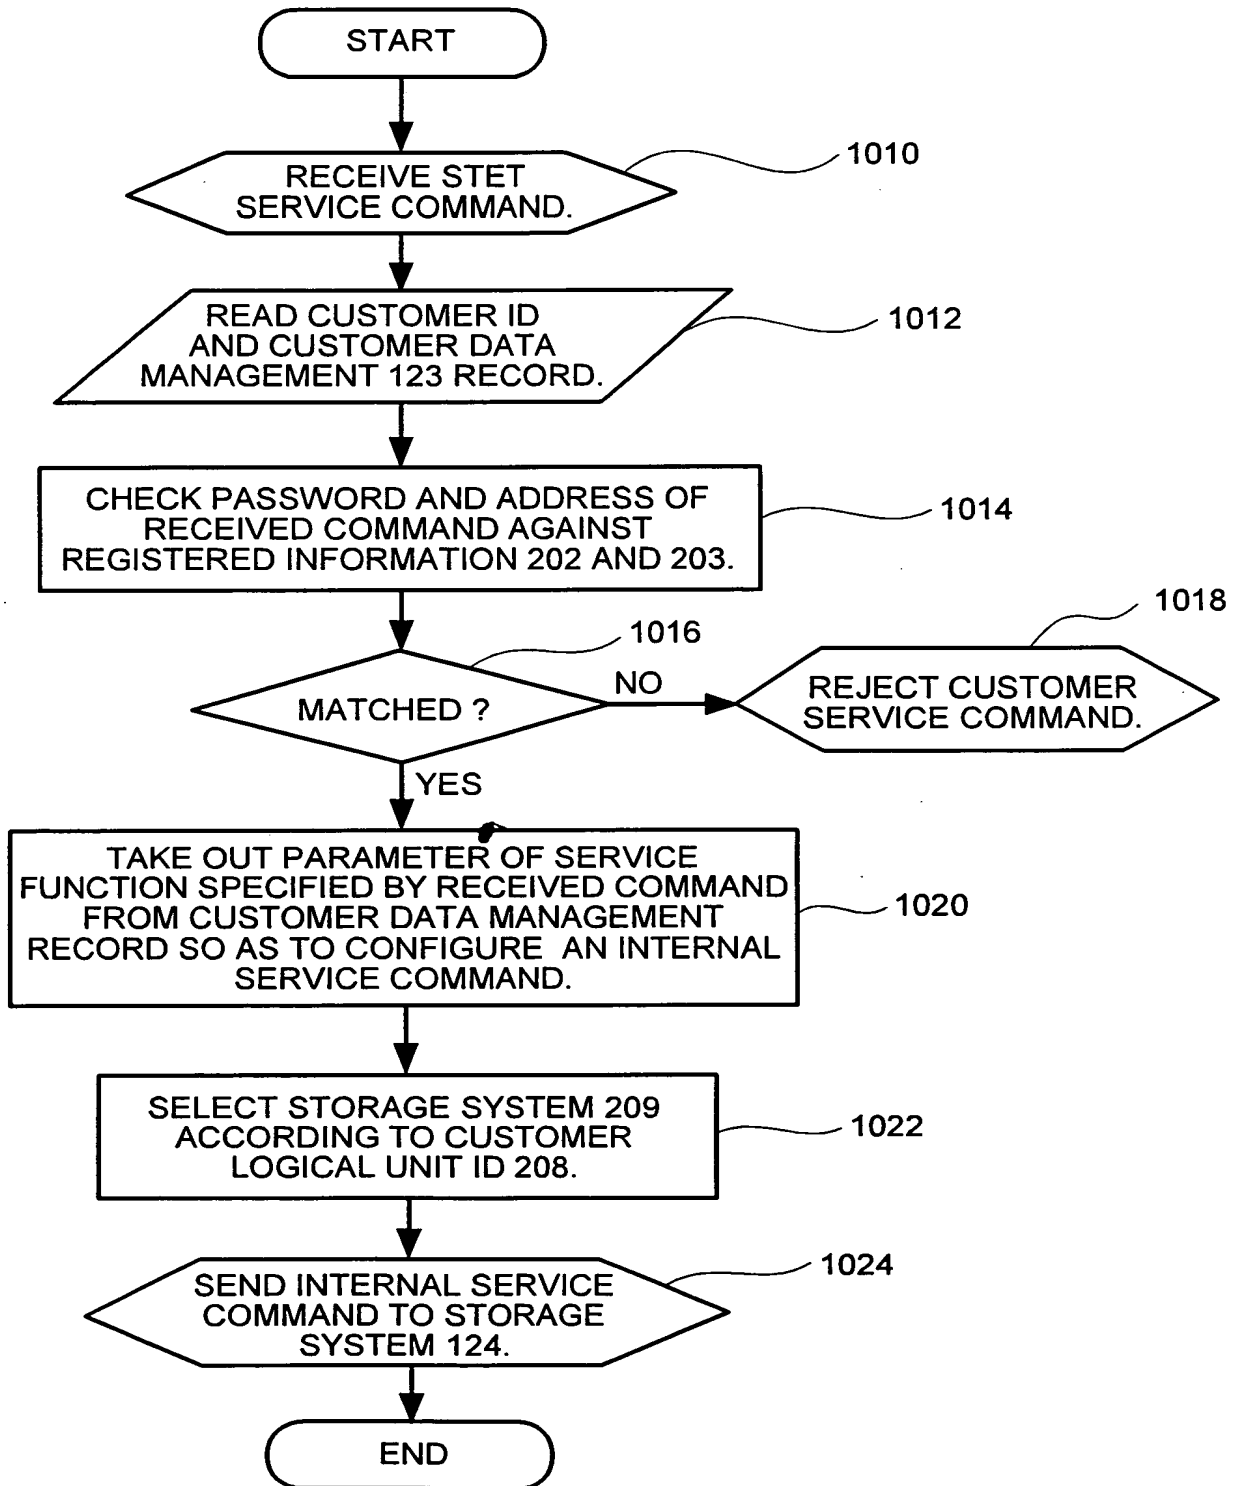 START
RECEIVE STET
SERVICE COMMAND.
1010
READ CUSTOMER ID
AND CUSTOMER DATA
MANAGEMENT 123 RECORD.
1012
CHECK PASSWORD AND ADDRESS OF
RECEIVED COMMAND AGAINST
REGISTERED INFORMATION 202 AND 203.
1014
MATCHED ?
1016
NO
REJECT CUSTOMER
SERVICE COMMAND.
1018
YES
TAKE OUT PARAMETER OF SERVICE
FUNCTION SPECIFIED BY RECEIVED COMMAND
FROM CUSTOMER DATA MANAGEMENT
RECORD SO AS TO CONFIGURE AN INTERNAL
SERVICE COMMAND.
1020
SELECT STORAGE SYSTEM 209
ACCORDING TO CUSTOMER
LOGICAL UNIT ID 208.
1022
SEND INTERNAL SERVICE
COMMAND TO STORAGE
SYSTEM 124.
1024
END